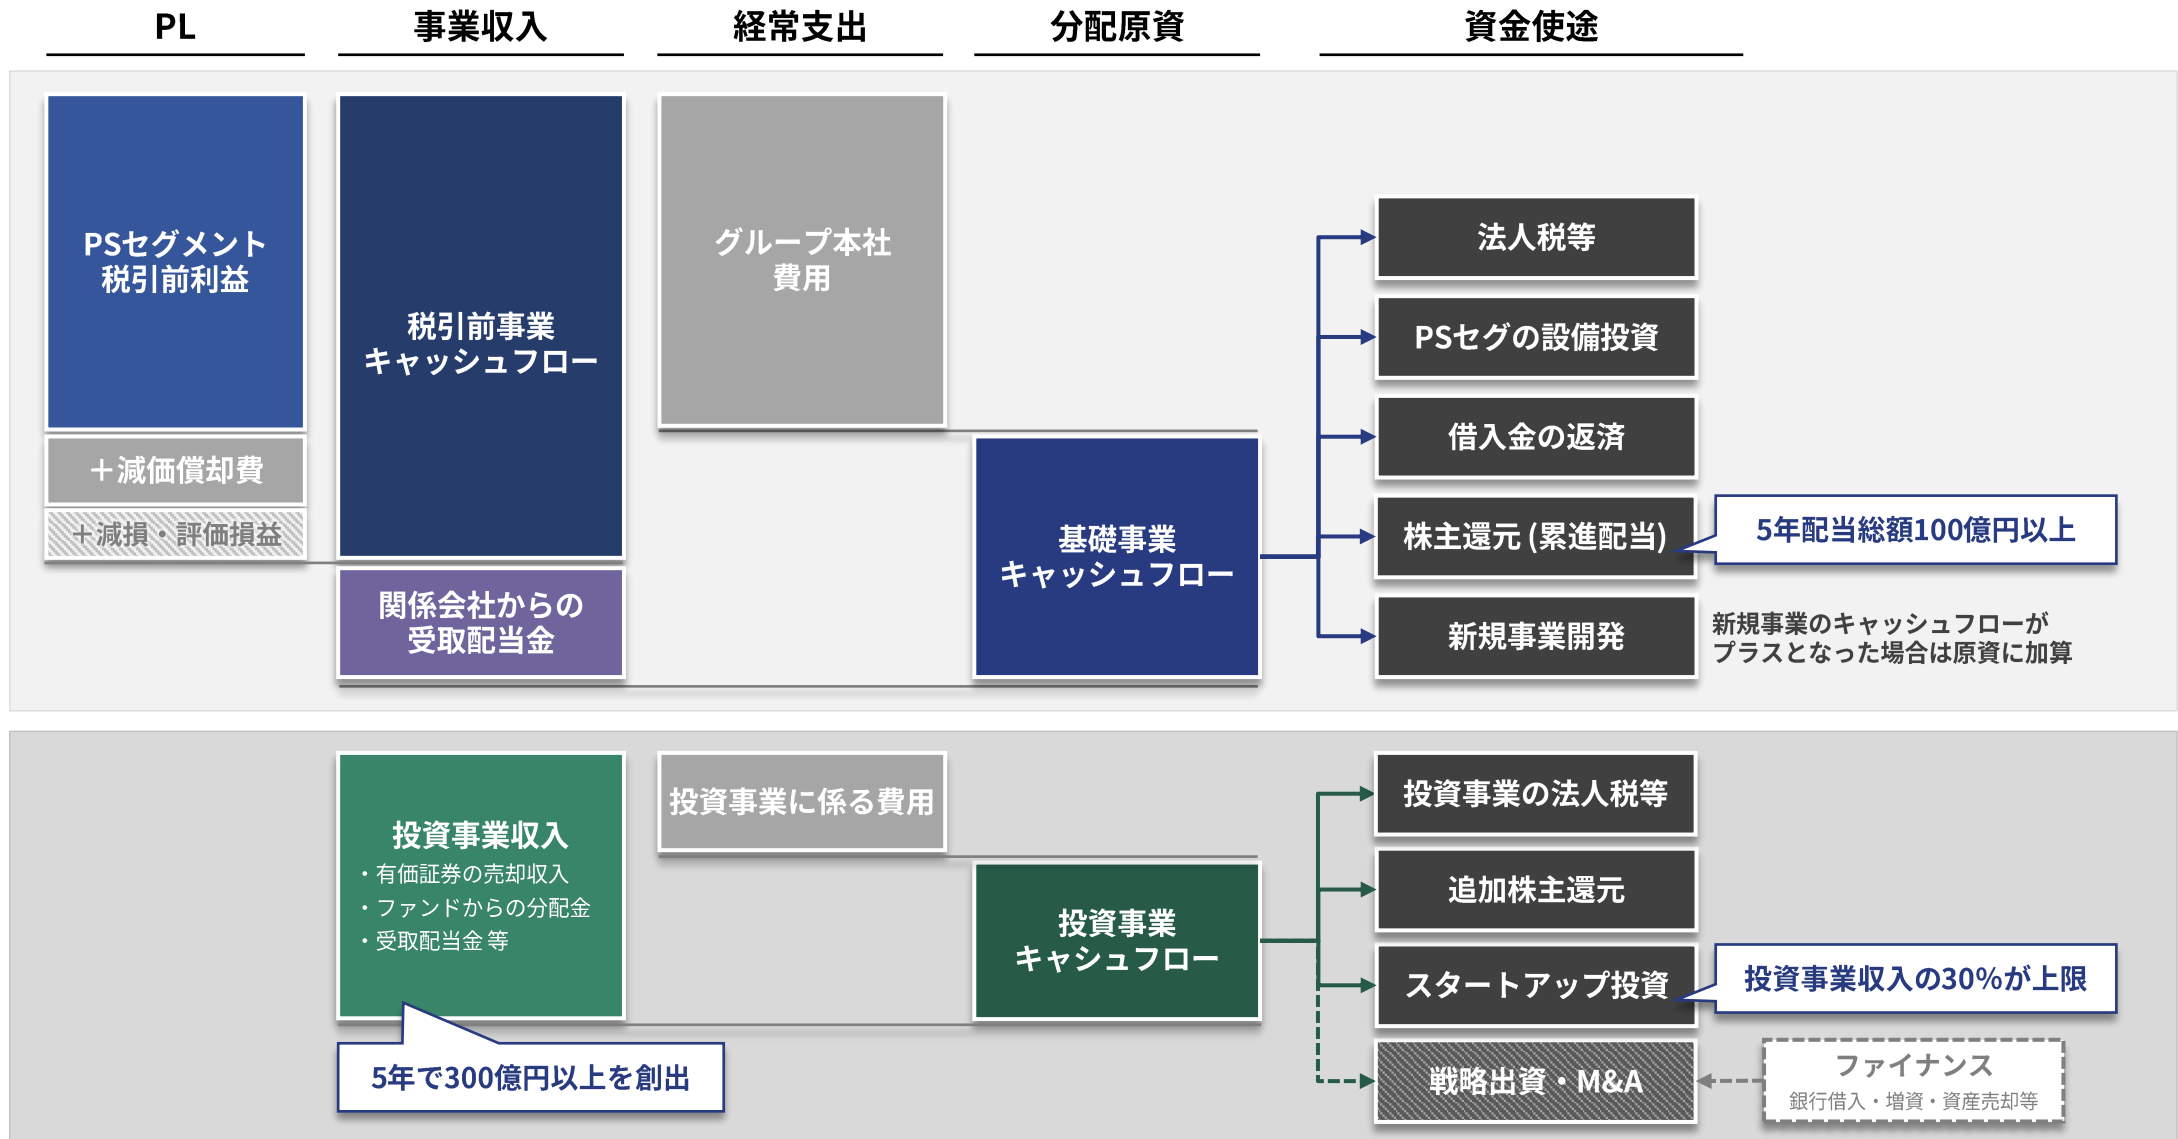 PL
事業収入
経常支出
分配原資
資金使途
PSセグメント
税引前利益
＋減価償却費
＋減損・評価損益
税引前事業
キャッシュフロー
関係会社からの
受取配当金
グループ本社
費用
基礎事業
キャッシュフロー
法人税等
PSセグの設備投資
借入金の返済
株主還元 (累進配当)
5年配当総額100億円以上
新規事業開発
新規事業のキャッシュフローが
プラスとなった場合は原資に加算
投資事業収入
・有価証券の売却収入
・ファンドからの分配金
・受取配当金 等
5年で300億円以上を創出
投資事業に係る費用
投資事業
キャシュフロー
投資事業の法人税等
追加株主還元
スタートアップ投資
投資事業収入の30%が上限
戦略出資・M&A
ファイナンス
銀行借入・増資・資産売却等